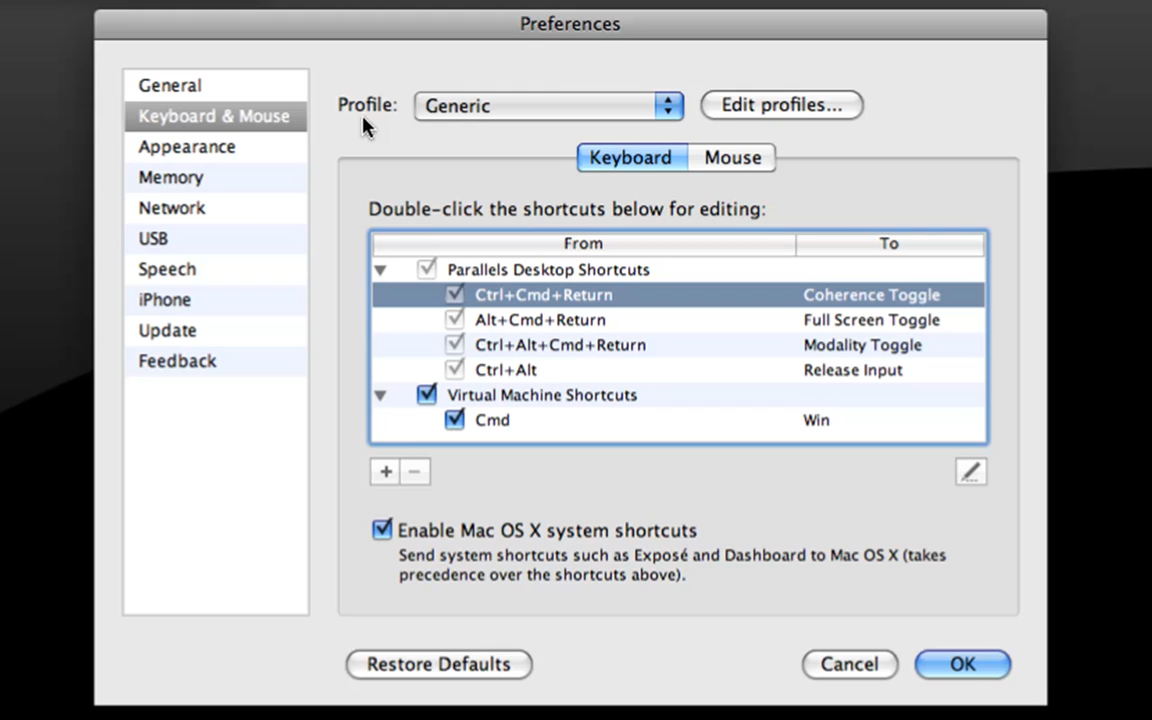 Preferences
General
Keyboard & Mouse
Appearance
Memory
Network
USB
Speech
iPhone
Update
Feedback
Profile: Generic Edit profiles...
Keyboard Mouse
Double-click the shortcuts below for editing:
From To
Parallels Desktop Shortcuts
Ctrl+Cmd+Return Coherence Toggle
Alt+Cmd+Return Full Screen Toggle
Ctrl+Alt+Cmd+Return Modality Toggle
Ctrl+Alt Release Input
Virtual Machine Shortcuts
Cmd Win
Enable Mac OS X system shortcuts
Send system shortcuts such as Exposé and Dashboard to Mac OS X (takes
precedence over the shortcuts above).
Restore Defaults Cancel OK